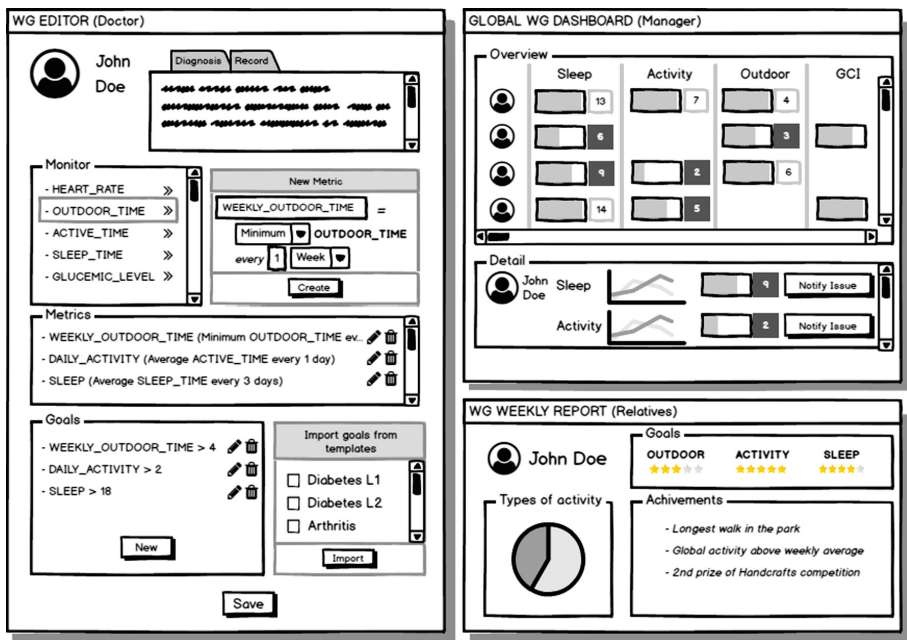 WG EDITOR (Doctor)
John
Doe
Diagnosis Record
Monitor
- HEART_RATE »
- OUTDOOR_TIME »
- ACTIVE_TIME »
- SLEEP_TIME »
- GLUCEMIC_LEVEL »
New Metric
WEEKLY_OUTDOOR_TIME =
Minimum OUTDOOR_TIME
every 1 Week
Create
Metrics
- WEEKLY_OUTDOOR_TIME (Minimum OUTDOOR_TIME ev...
- DAILY_ACTIVITY (Average ACTIVE_TIME every 1 day)
- SLEEP (Average SLEEP_TIME every 3 days)
Goals
- WEEKLY_OUTDOOR_TIME > 4
- DAILY_ACTIVITY > 2
- SLEEP > 18
New
Import goals from
templates
Diabetes L1
Diabetes L2
Arthritis
Import
Save
GLOBAL WG DASHBOARD (Manager)
Overview
Sleep Activity Outdoor GCI
13 7 4
6 3
9 2 6
14 5
Detail
John
Doe
Sleep 9 Notify Issue
Activity 2 Notify Issue
WG WEEKLY REPORT (Relatives)
John Doe
Goals
OUTDOOR ACTIVITY SLEEP
Types of activity
Achivements
- Longest walk in the park
- Global activity above weekly average
- 2nd prize of Handcrafts competition